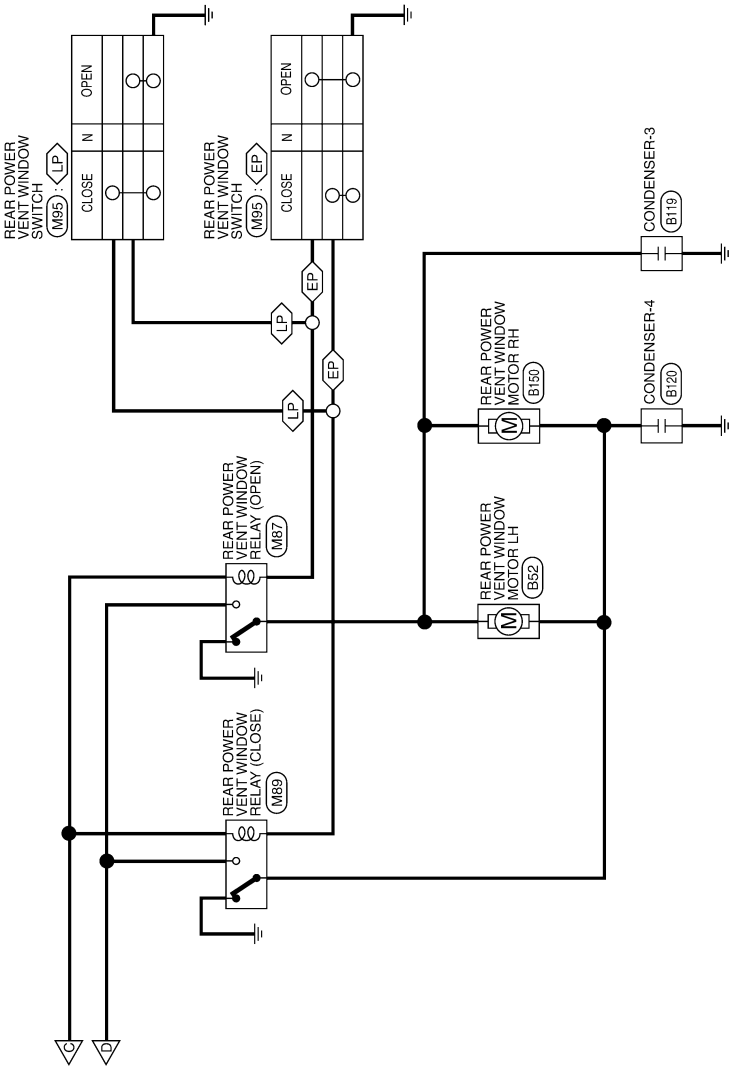 REAR POWER
VENT WINDOW
SWITCH
M95 : LP
CLOSE
N
OPEN
REAR POWER
VENT WINDOW
SWITCH
M95 : EP
CLOSE
N
OPEN
EP
LP
EP
LP
CONDENSER-3
B119
REAR POWER
VENT WINDOW
MOTOR RH
B150
CONDENSER-4
B120
M
REAR POWER
VENT WINDOW
RELAY (OPEN)
M87
REAR POWER
VENT WINDOW
MOTOR LH
B52
M
REAR POWER
VENT WINDOW
RELAY (CLOSE)
M89
C
D